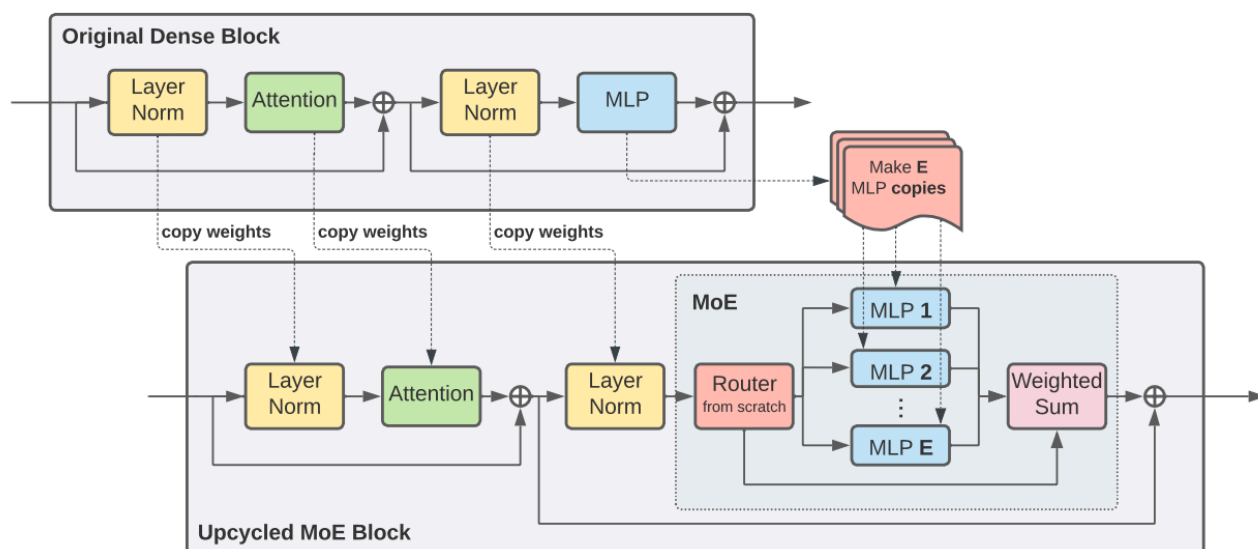 Original Dense Block
Layer
Norm
Attention
Layer
Norm
MLP
Make E
MLP copies
copy weights
copy weights
copy weights
MoE
MLP 1
Layer
Norm
Attention
Layer
Norm
Router
from scratch
MLP 2
⋮
MLP E
Weighted
Sum
Upcycled MoE Block